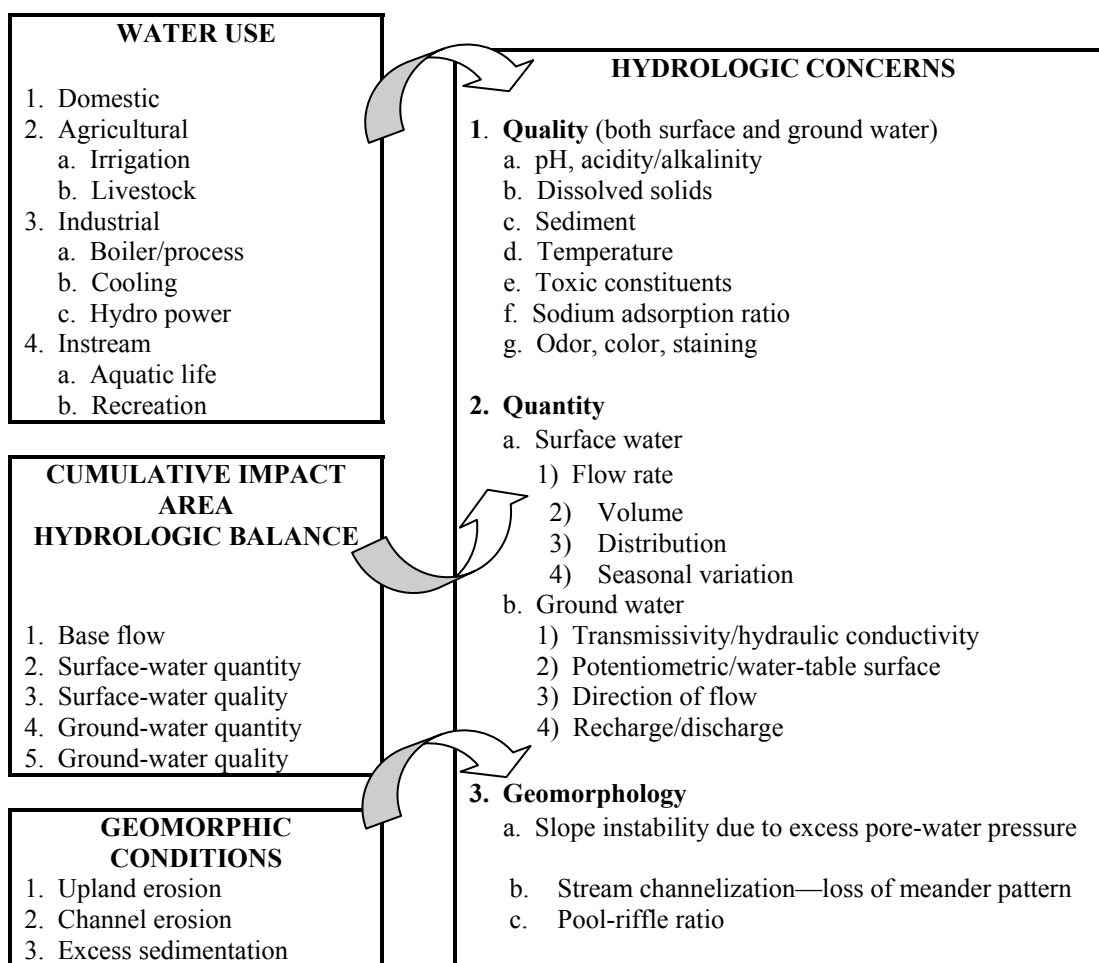 WATER USE
1. Domestic
2. Agricultural
a. Irrigation
b. Livestock
3. Industrial
a. Boiler/process
b. Cooling
c. Hydro power
4. Instream
a. Aquatic life
b. Recreation
CUMULATIVE IMPACT
AREA
HYDROLOGIC BALANCE
1. Base flow
2. Surface-water quantity
3. Surface-water quality
4. Ground-water quantity
5. Ground-water quality
GEOMORPHIC
CONDITIONS
1. Upland erosion
2. Channel erosion
3. Excess sedimentation
HYDROLOGIC CONCERNS
1. Quality (both surface and ground water)
a. pH, acidity/alkalinity
b. Dissolved solids
c. Sediment
d. Temperature
e. Toxic constituents
f. Sodium adsorption ratio
g. Odor, color, staining
2. Quantity
a. Surface water
1) Flow rate
2) Volume
3) Distribution
4) Seasonal variation
b. Ground water
1) Transmissivity/hydraulic conductivity
2) Potentiometric/water-table surface
3) Direction of flow
4) Recharge/discharge
3. Geomorphology
a. Slope instability due to excess pore-water pressure
b. Stream channelization—loss of meander pattern
c. Pool-riffle ratio